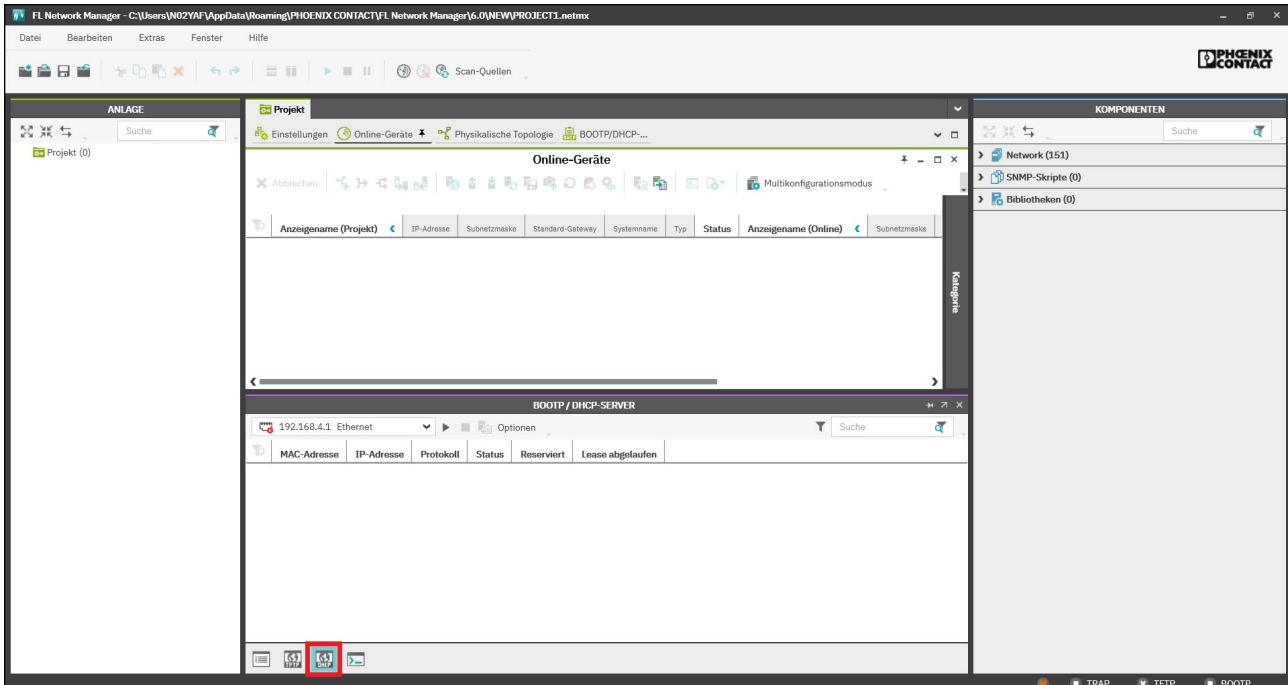 FL Network Manager - C:\Users\N02YAF\AppData\Roaming\PHOENIX CONTACT\FL Network Manager\6.0\NEW\PROJECT1.netmx
Datei Bearbeiten Extras Fenster Hilfe
PHŒNIX CONTACT
Scan-Quellen
ANLAGE
Suche
Projekt (0)
Projekt
Einstellungen Online-Geräte Physikalische Topologie BOOTP/DHCP-...
Online-Geräte
Abbrechen Multikonfigurationsmodus
Anzeigename (Projekt) IP-Adresse Subnetzmaske Standard-Gateway Systemname Typ Status Anzeigename (Online) Subnetzmaske
Kategorie
BOOTP / DHCP-SERVER
192.168.4.1 Ethernet Optionen Suche
MAC-Adresse IP-Adresse Protokoll Status Reserviert Lease abgelaufen
TFTP DHCP
KOMPONENTEN
Suche
Network (151)
SNMP-Skripte (0)
Bibliotheken (0)
TRAP TFTP BOOTP